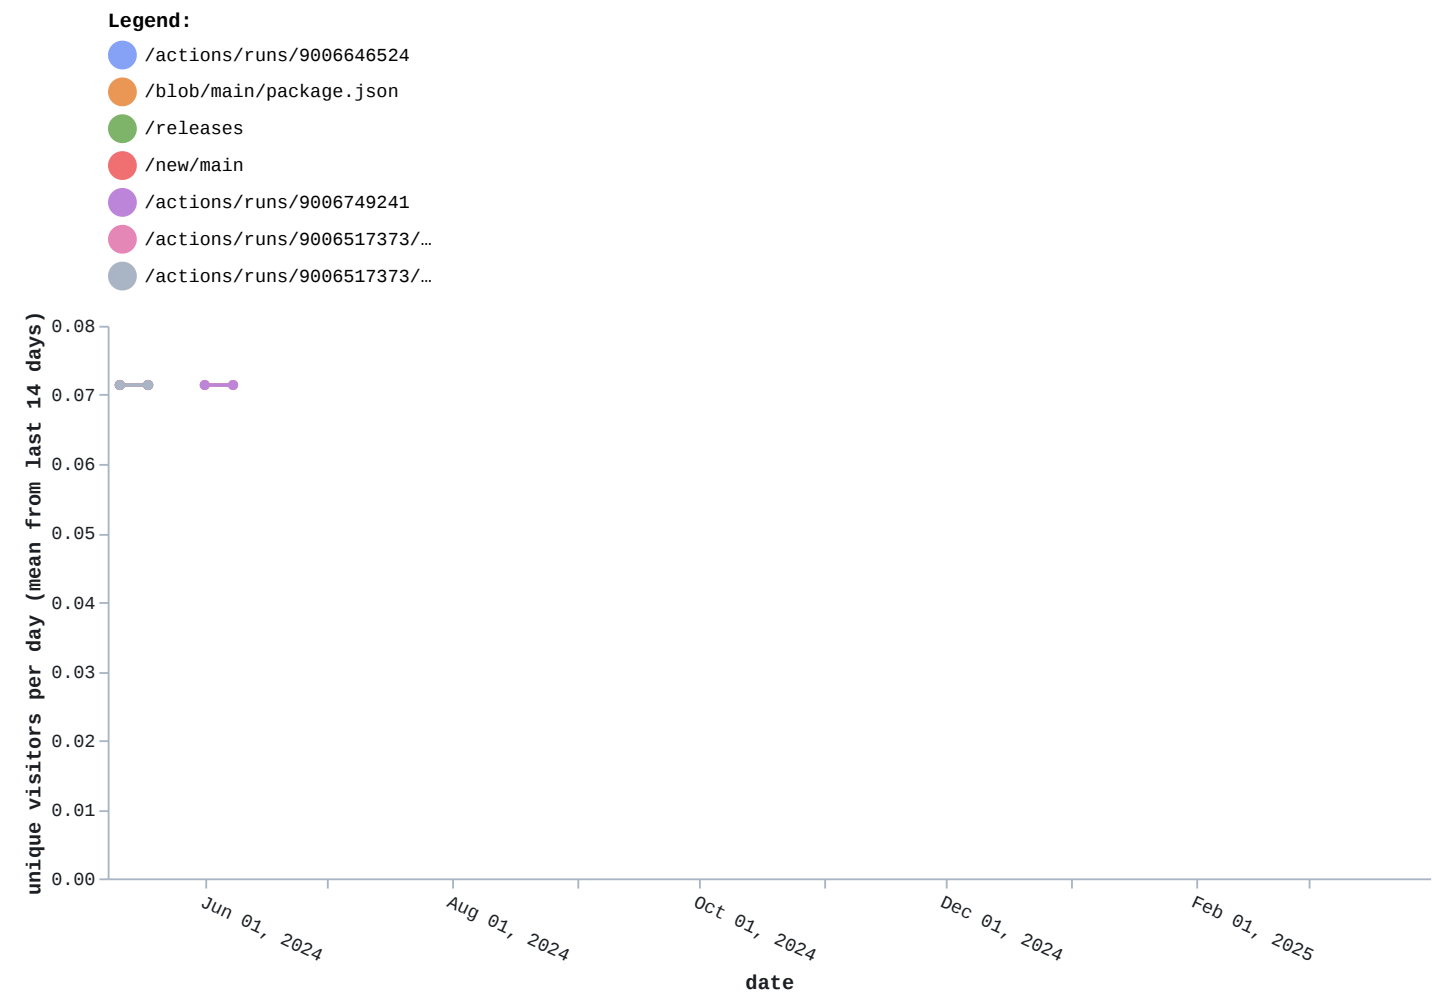 Legend:
/actions/runs/9006646524
/blob/main/package.json
/releases
/new/main
/actions/runs/9006749241
/actions/runs/9006517373/…
/actions/runs/9006517373/…
unique visitors per day (mean from last 14 days)
0.08
0.07
0.06
0.05
0.04
0.03
0.02
0.01
0.00
Jun 01, 2024
Aug 01, 2024
Oct 01, 2024
Dec 01, 2024
Feb 01, 2025
date